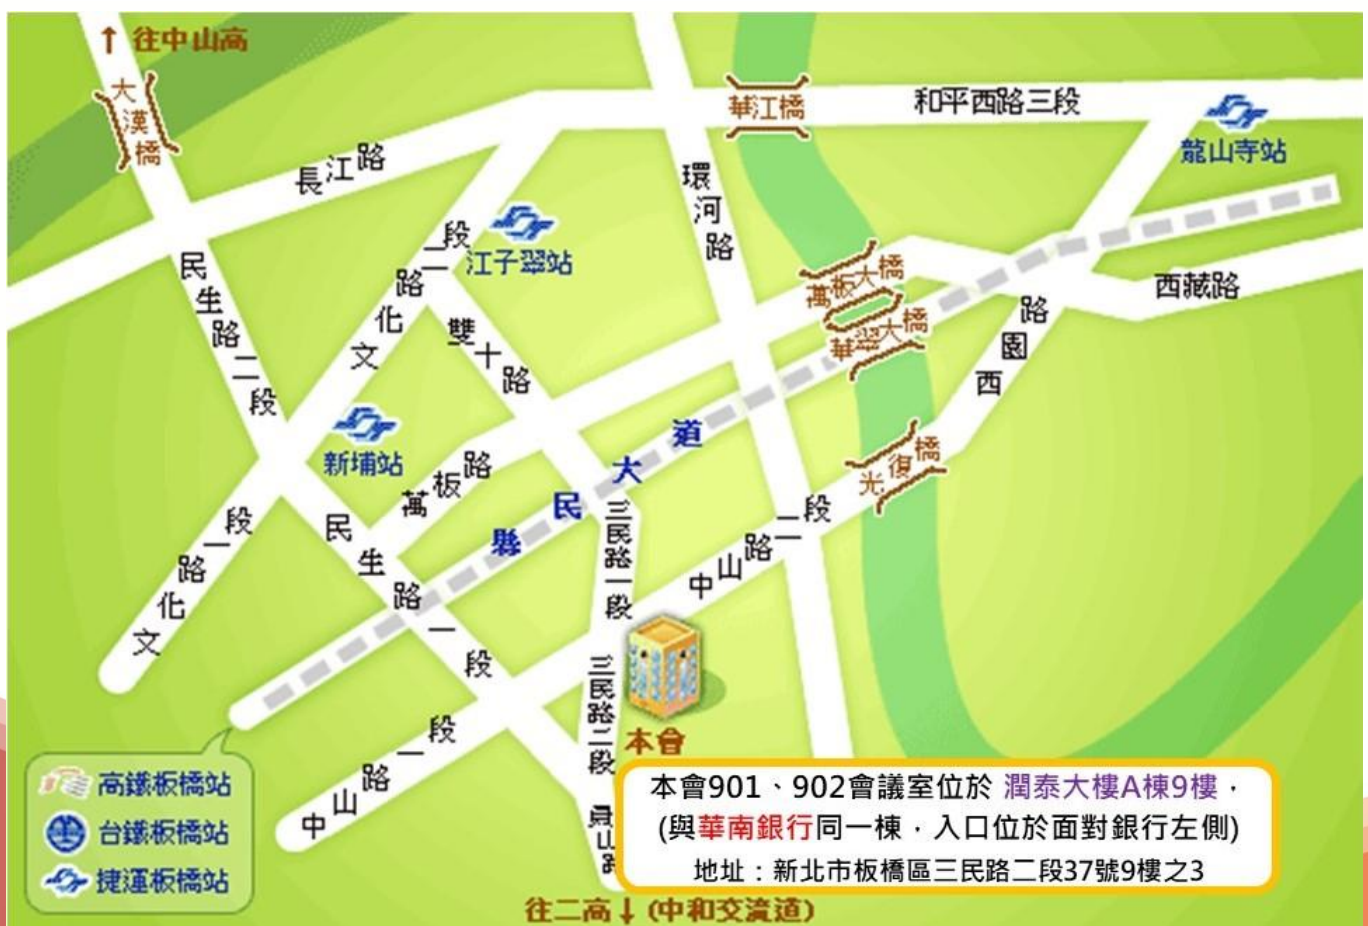 ↑ 往中山高
大漢橋
華江橋
和平西路三段
龍山寺站
長江路
環河路
文化路二段
江子翠站
民生路二段
萬板大橋
西藏路
華翠大橋
雙十路
西園路
新埔站
萬板路
縣民大道
光復橋
文化路一段
民生路一段
三民路一段
中山路二段
三民路二段
本會
中山路一段
員山路
高鐵板橋站
台鐵板橋站
捷運板橋站
本會901、902會議室位於 潤泰大樓A棟9樓，
(與華南銀行同一棟，入口位於面對銀行左側)
地址：新北市板橋區三民路二段37號9樓之3
往二高↓(中和交流道)